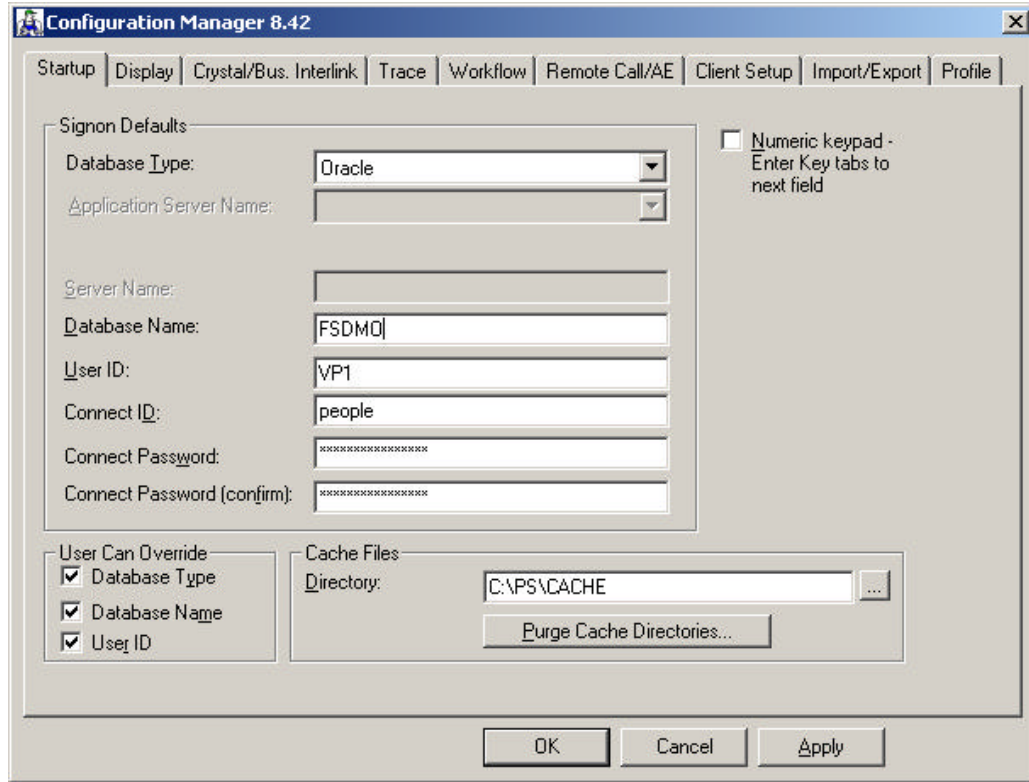 Configuration Manager 8.42
Startup Display Crystal/Bus. Interlink Trace Workflow Remote Call/AE Client Setup Import/Export Profile
Signon Defaults
Database Type: Oracle
Application Server Name:
Numeric keypad -
Enter Key tabs to
next field
Server Name:
Database Name: FSDMO
User ID: VP1
Connect ID: people
Connect Password: ****************
Connect Password (confirm): ****************
User Can Override
Database Type
Database Name
User ID
Cache Files
Directory: C:\PS\CACHE ...
Purge Cache Directories...
OK Cancel Apply